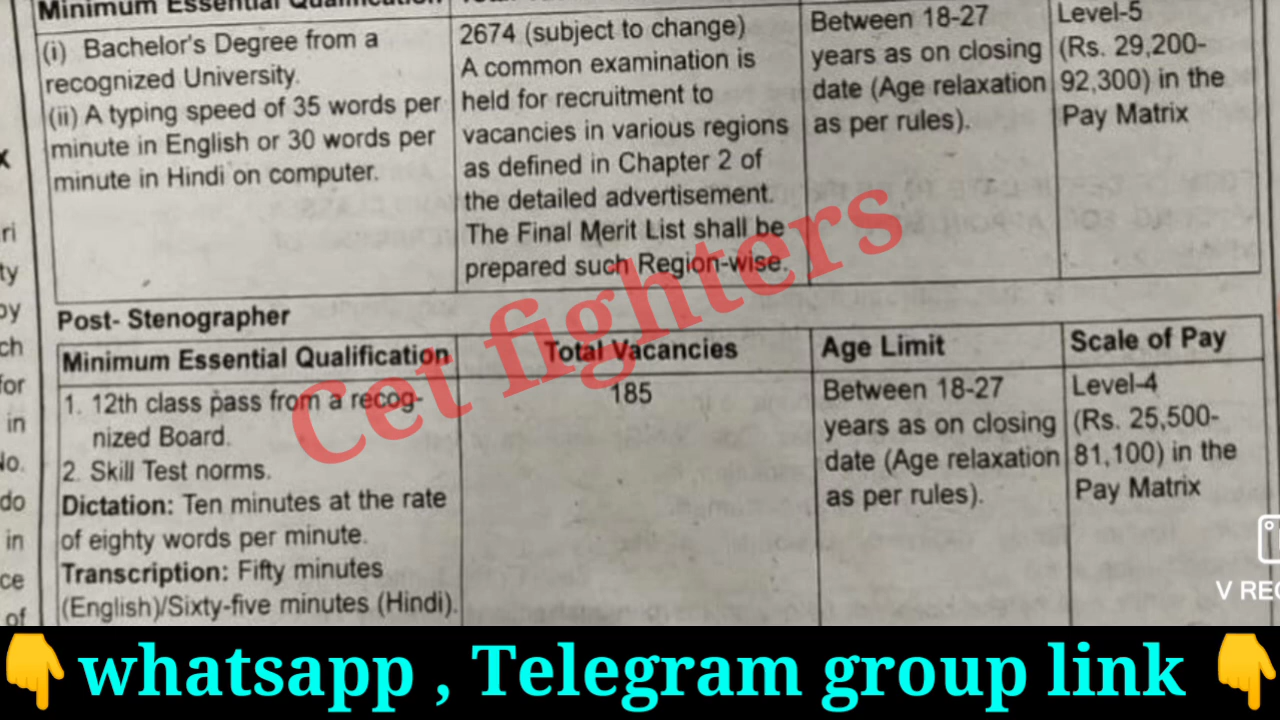 Minimum Essential Qualification
(i) Bachelor's Degree from a
recognized University.
(ii) A typing speed of 35 words per
minute in English or 30 words per
minute in Hindi on computer.
2674 (subject to change)
A common examination is
held for recruitment to
vacancies in various regions
as defined in Chapter 2 of
the detailed advertisement.
The Final Merit List shall be
prepared such Region-wise.
Between 18-27
years as on closing
date (Age relaxation
as per rules).
Level-5
(Rs. 29,200-
92,300) in the
Pay Matrix
Post- Stenographer
Minimum Essential Qualification
Total Vacancies
Age Limit
Scale of Pay
1. 12th class pass from a recog-
nized Board.
2. Skill Test norms.
Dictation: Ten minutes at the rate
of eighty words per minute.
Transcription: Fifty minutes
(English)/Sixty-five minutes (Hindi).
185
Between 18-27
years as on closing
date (Age relaxation
as per rules).
Level-4
(Rs. 25,500-
81,100) in the
Pay Matrix
ch
for
in
do
in
of
Cet fighters
V REC
👇 whatsapp , Telegram group link 👇